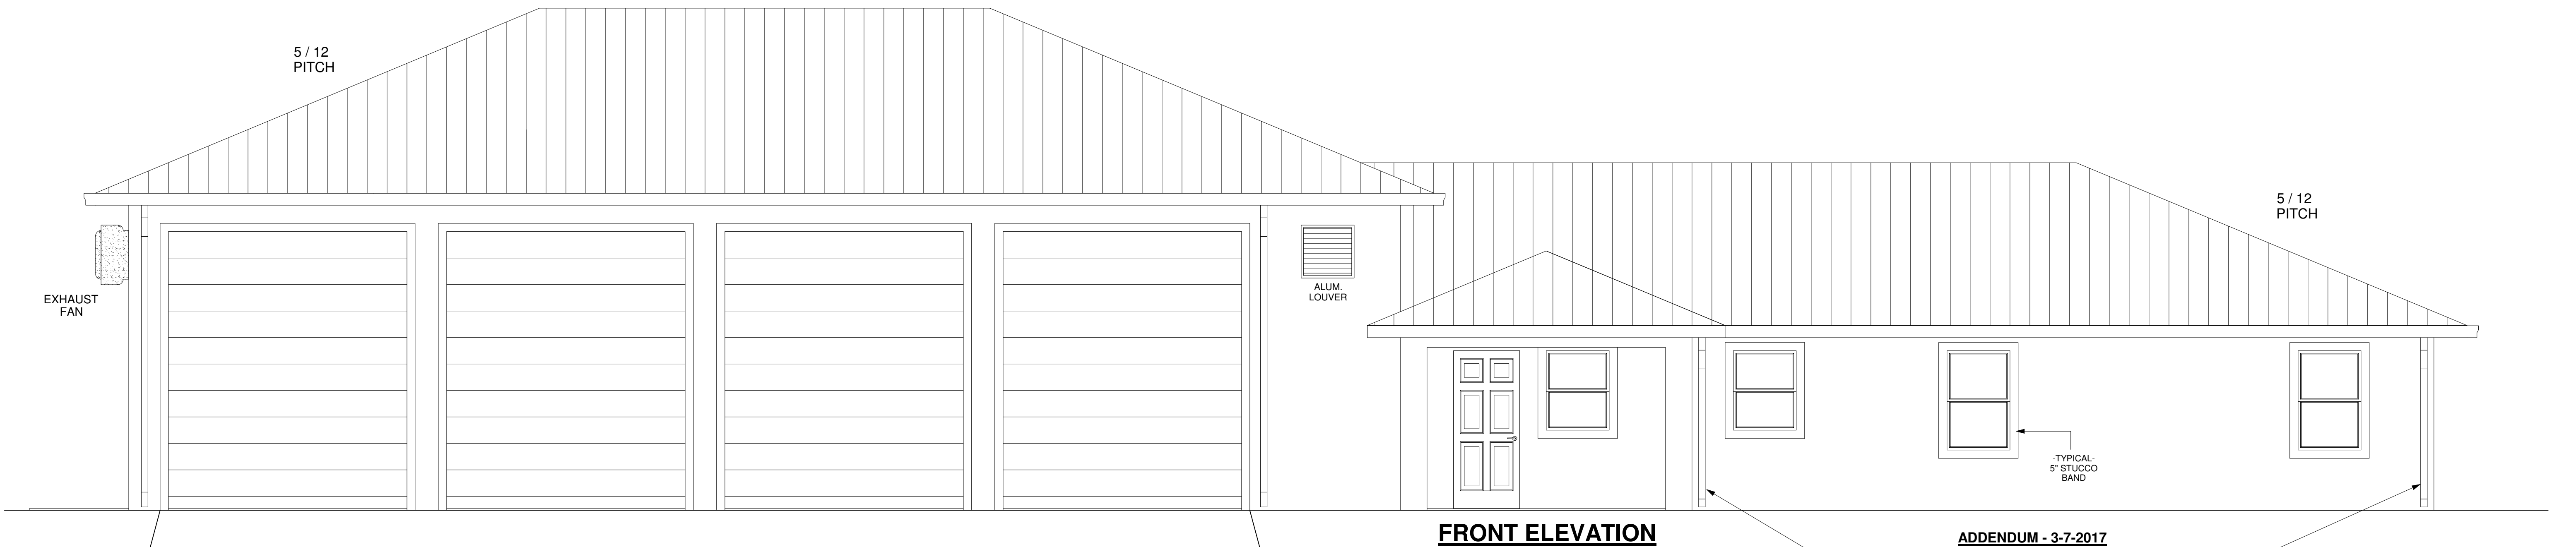 5 / 12
PITCH
5 / 12
PITCH
EXHAUST
FAN
ALUM.
LOUVER
-TYPICAL-
5" STUCCO
BAND
FRONT ELEVATION
ADDENDUM - 3-7-2017